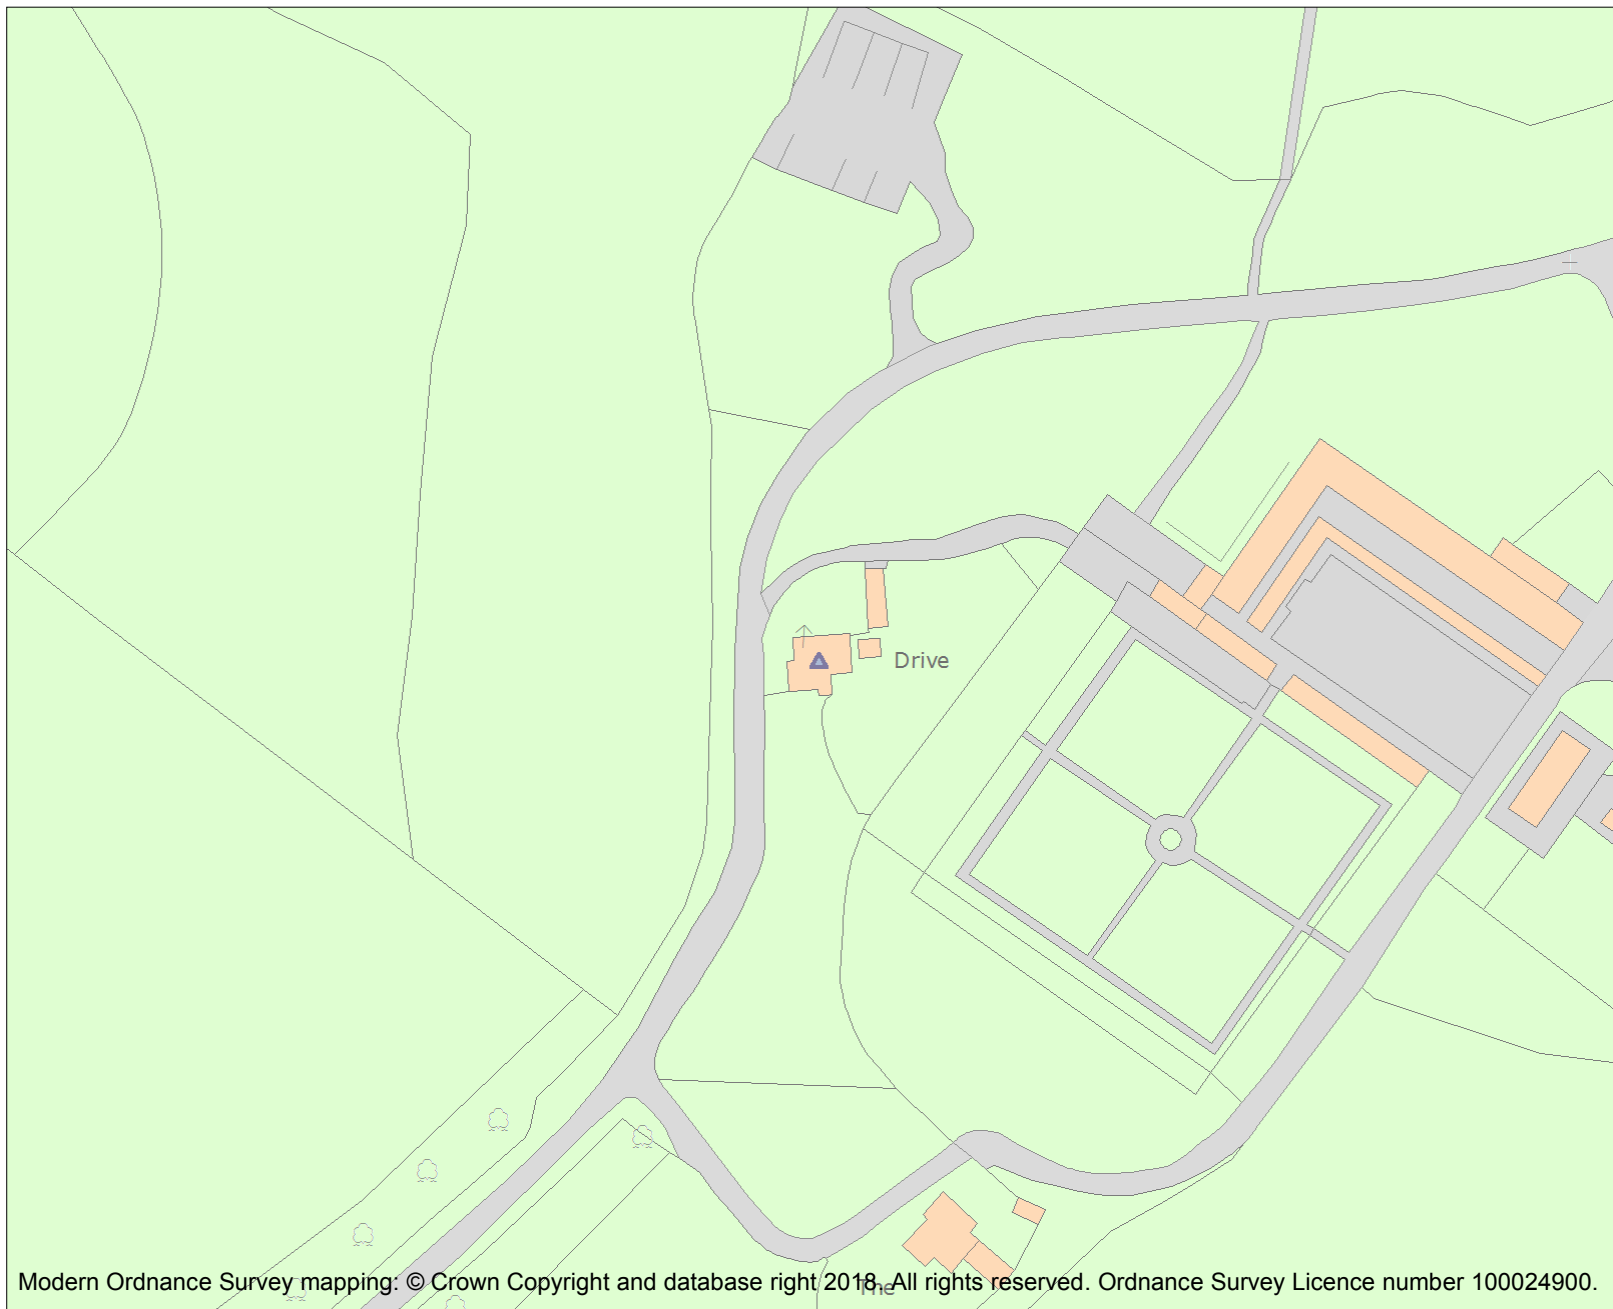 Drive
The
Modern Ordnance Survey mapping: © Crown Copyright and database right 2018. All rights reserved. Ordnance Survey Licence number 100024900.